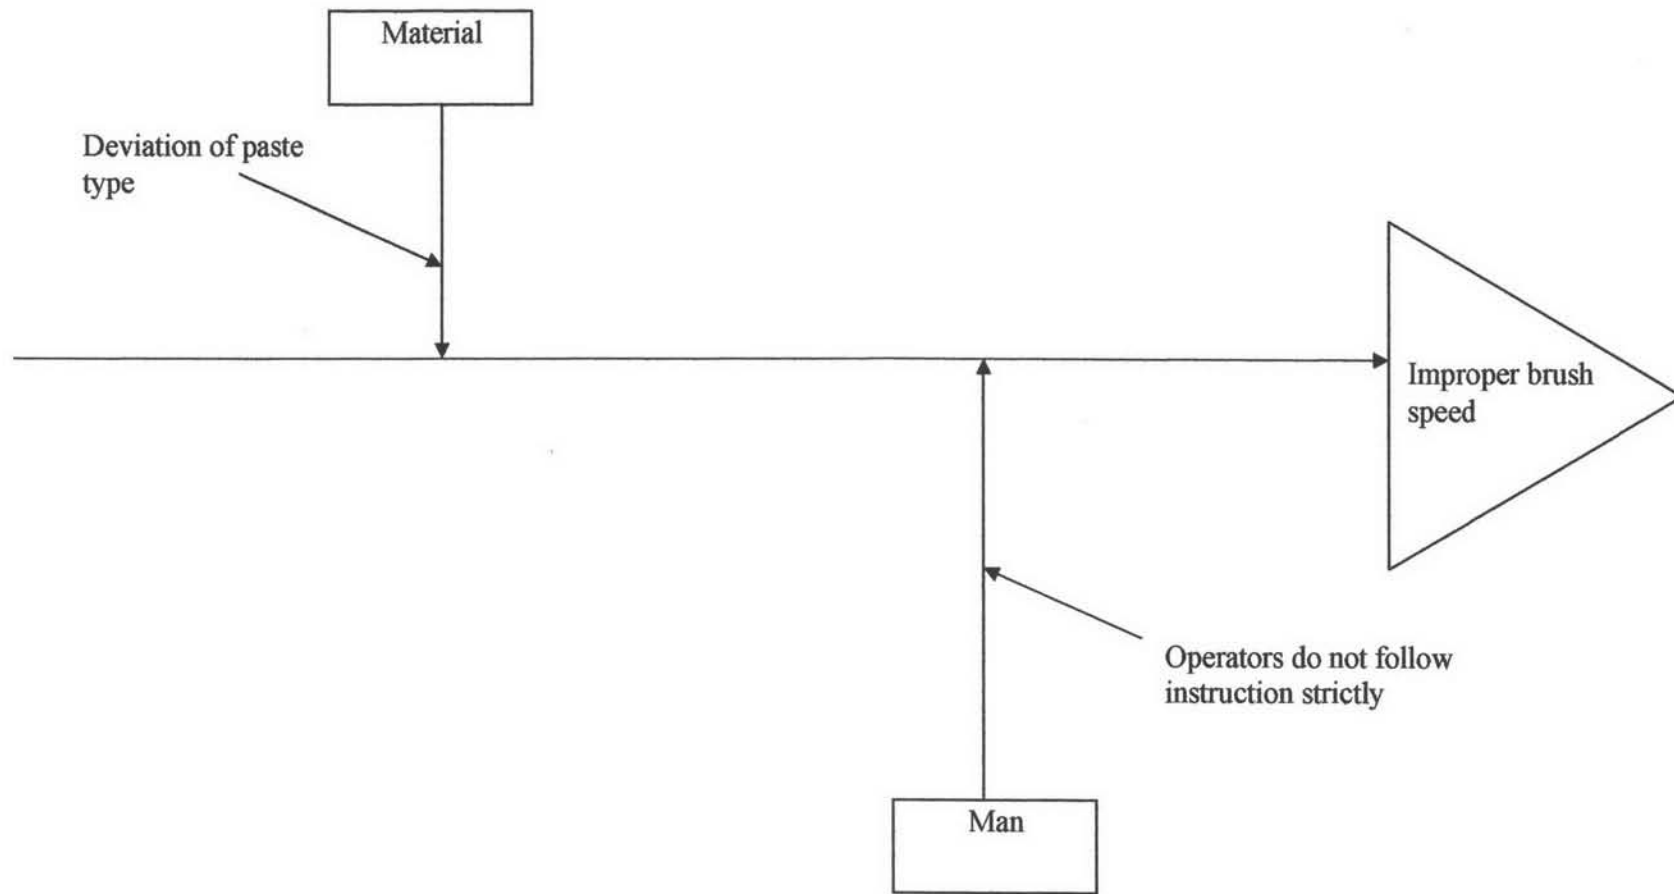 Material
Deviation of paste
type
Improper brush
speed
Operators do not follow
instruction strictly
Man